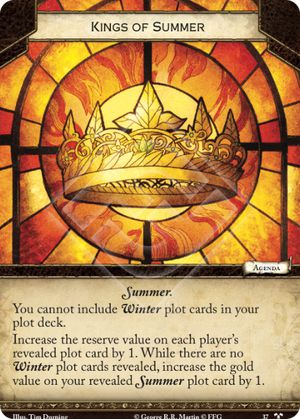 Kings of Summer
Agenda
Summer.
You cannot include Winter plot cards in your
plot deck.
Increase the reserve value on each player's
revealed plot card by 1. While there are no
Winter plot cards revealed, increase the gold
value on your revealed Summer plot card by 1.
Illus. Tim Durning
© George R.R. Martin © FFG
37